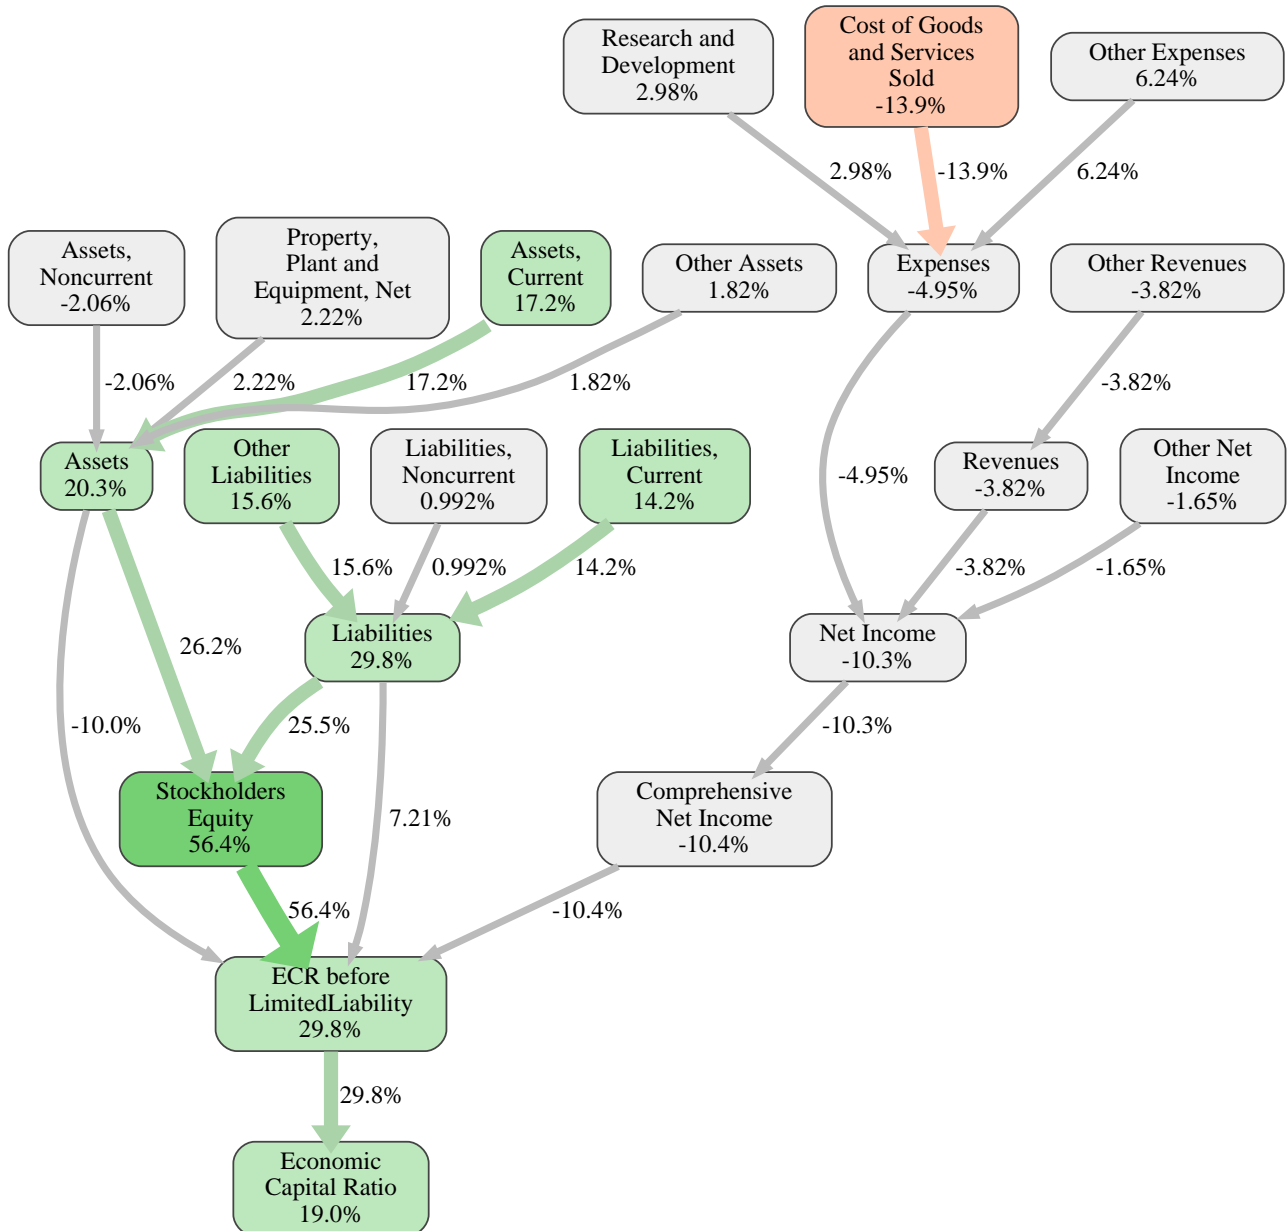 Research and
Development
2.98%
Cost of Goods
and Services
Sold
-13.9%
Other Expenses
6.24%
2.98%
-13.9%
6.24%
Assets,
Noncurrent
-2.06%
Property,
Plant and
Equipment, Net
2.22%
Assets,
Current
17.2%
Other Assets
1.82%
Expenses
-4.95%
Other Revenues
-3.82%
-2.06%
2.22%
17.2%
1.82%
-3.82%
Assets
20.3%
Other
Liabilities
15.6%
Liabilities,
Noncurrent
0.992%
Liabilities,
Current
14.2%
-4.95%
Revenues
-3.82%
Other Net
Income
-1.65%
15.6%
0.992%
14.2%
-3.82%
-1.65%
26.2%
Liabilities
29.8%
Net Income
-10.3%
-10.0%
25.5%
-10.3%
Stockholders
Equity
56.4%
7.21%
Comprehensive
Net Income
-10.4%
56.4%
-10.4%
ECR before
LimitedLiability
29.8%
29.8%
Economic
Capital Ratio
19.0%